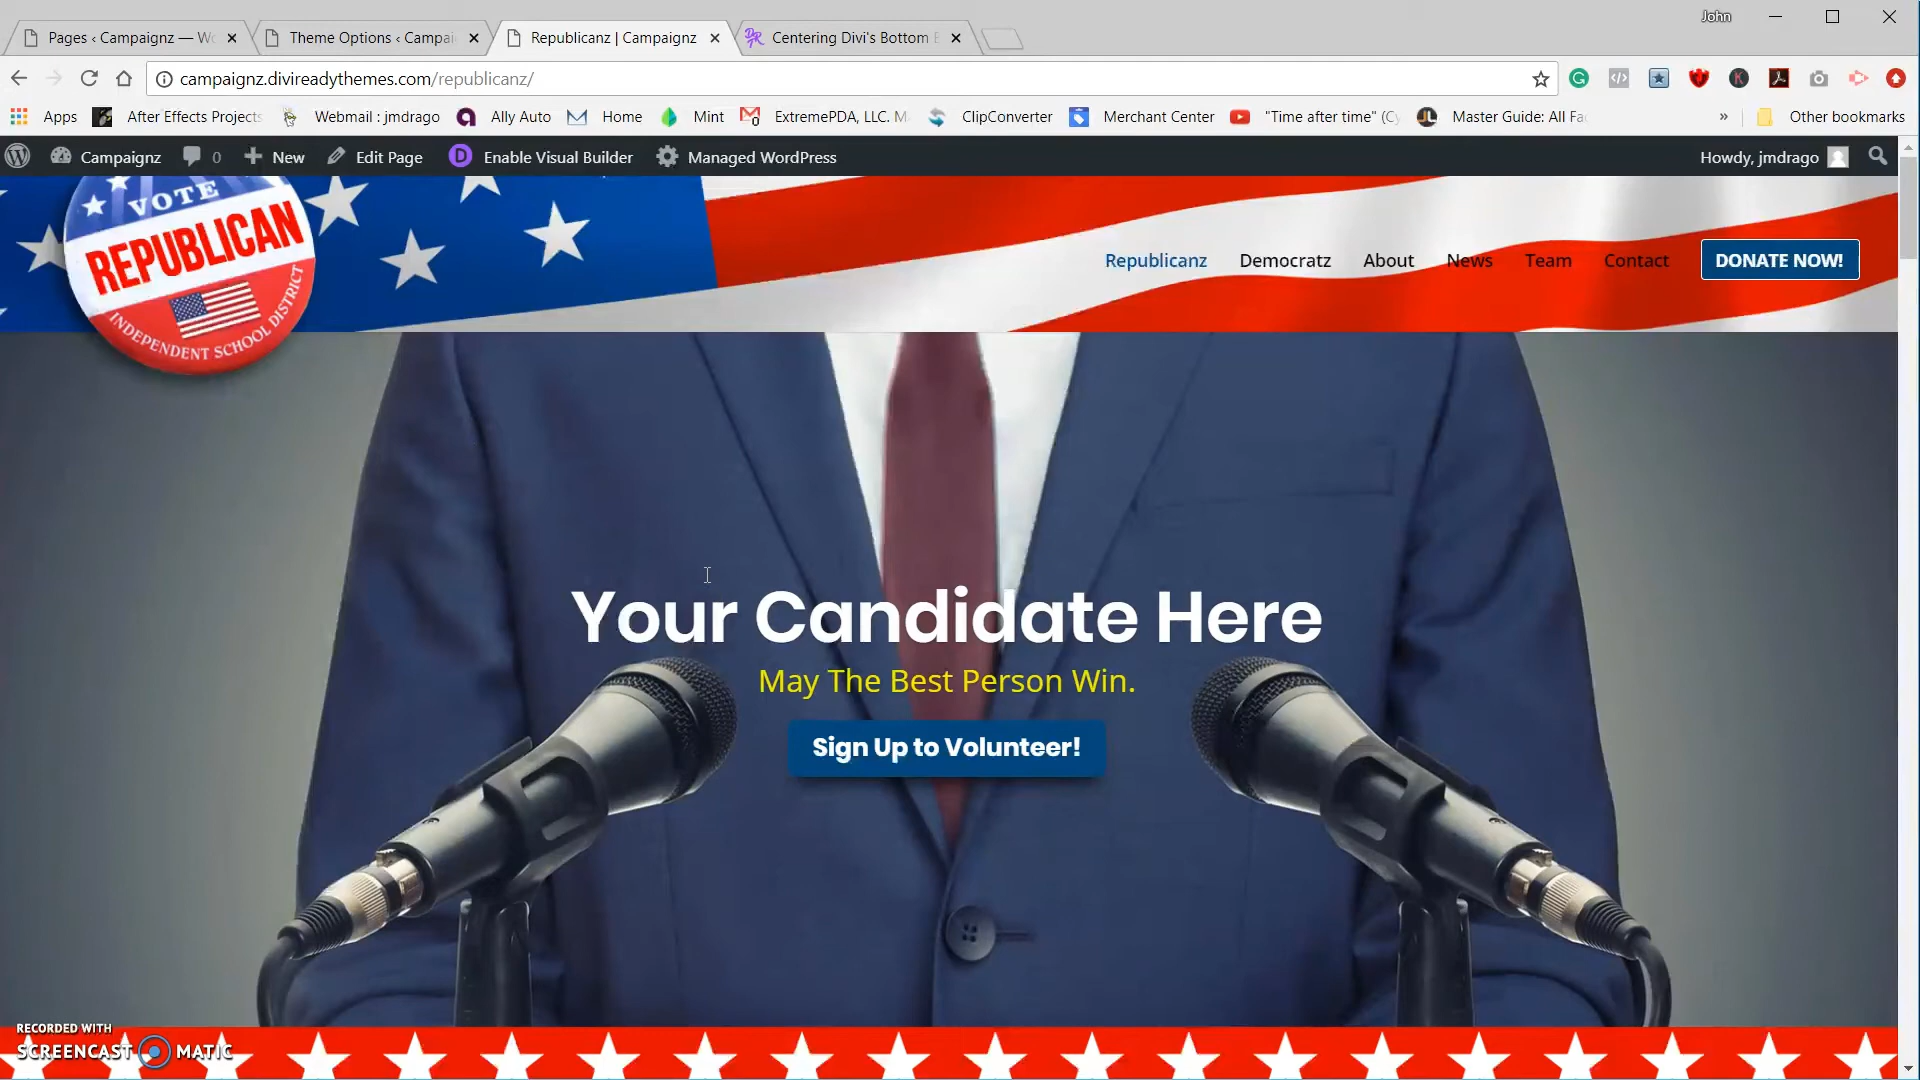 John
Pages ‹ Campaignz — Wo
Theme Options ‹ Campai
Republicanz | Campaignz
Centering Divi's Bottom
campaignz.divireadythemes.com/republicanz/
Apps
After Effects Projects
Webmail : jmdrago
Ally Auto
Home
Mint
ExtremePDA, LLC. M
ClipConverter
Merchant Center
"Time after time" (Cy
Master Guide: All Fa
»
Other bookmarks
Campaignz
0
New
Edit Page
Enable Visual Builder
Managed WordPress
Howdy, jmdrago
VOTE
REPUBLICAN
INDEPENDENT SCHOOL DISTRICT
Republicanz
Democratz
About
News
Team
Contact
DONATE NOW!
Your Candidate Here
May The Best Person Win.
Sign Up to Volunteer!
RECORDED WITH
SCREENCAST MATIC